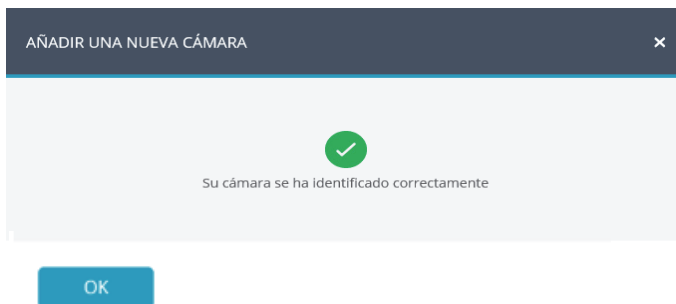 AÑADIR UNA NUEVA CÁMARA
Su cámara se ha identificado correctamente
OK